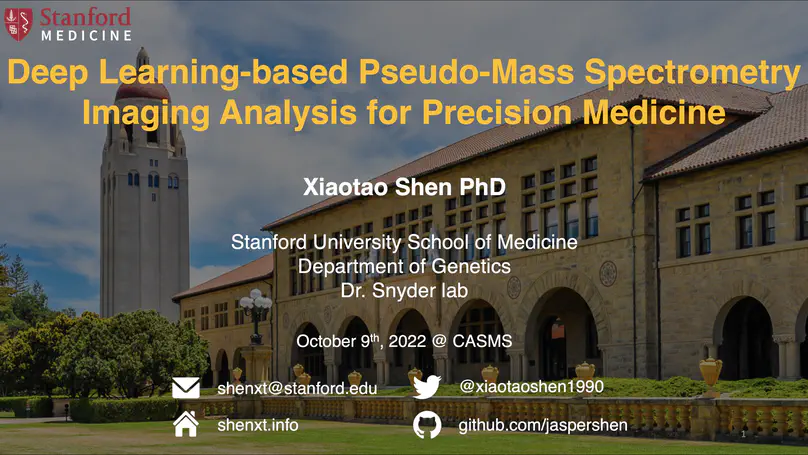 Stanford
MEDICINE
Deep Learning-based Pseudo-Mass Spectrometry
Imaging Analysis for Precision Medicine
Xiaotao Shen PhD
Stanford University School of Medicine
Department of Genetics
Dr. Snyder lab
October 9th, 2022 @ CASMS
shenxt@stanford.edu
@xiaotaoshen1990
shenxt.info
github.com/jaspershen
1